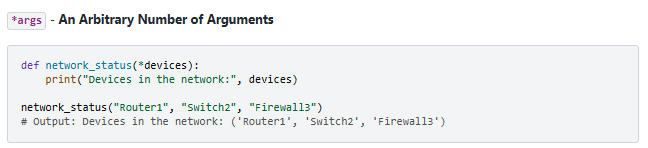 *args - An Arbitrary Number of Arguments
def network_status(*devices):
    print("Devices in the network:", devices)
network_status("Router1", "Switch2", "Firewall3")
# Output: Devices in the network: ('Router1', 'Switch2', 'Firewall3')